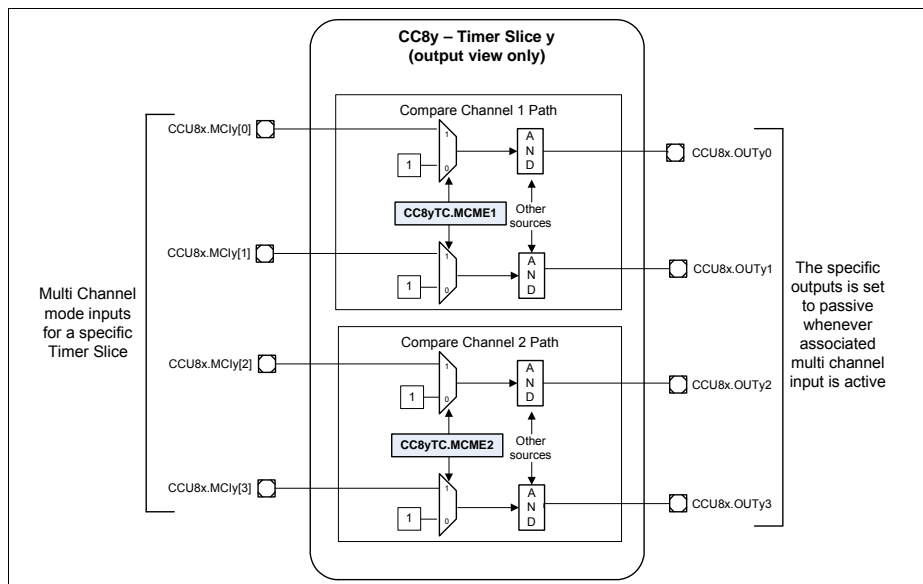 CC8y – Timer Slice y
(output view only)
Compare Channel 1 Path
CCU8x.MCIy[0]
1
0
1
A
N
D
CCU8x.OUTy0
CC8yTC.MCME1
Other
sources
CCU8x.MCIy[1]
1
0
1
A
N
D
CCU8x.OUTy1
Multi Channel
mode inputs
for a specific
Timer Slice
The specific
outputs is set
to passive
whenever
associated
multi channel
input is active
Compare Channel 2 Path
CCU8x.MCIy[2]
1
0
1
A
N
D
CCU8x.OUTy2
CC8yTC.MCME2
Other
sources
CCU8x.MCIy[3]
1
0
1
A
N
D
CCU8x.OUTy3